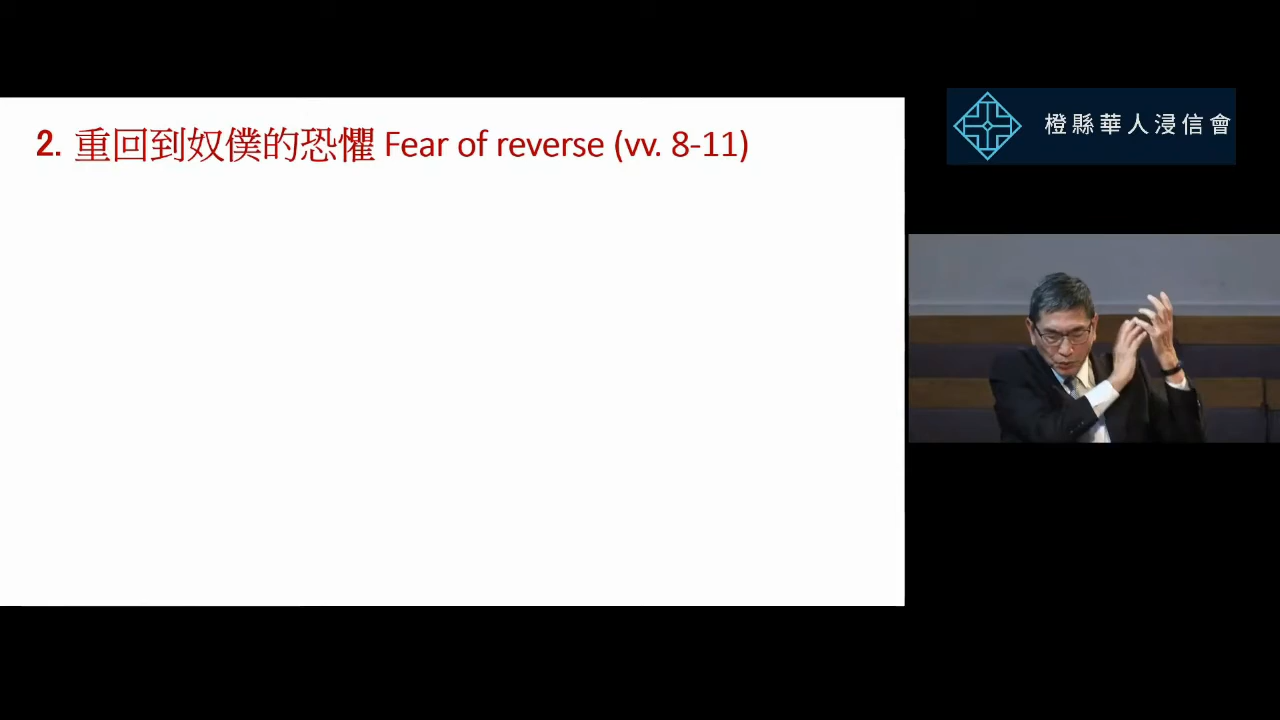 2. 重回到奴僕的恐懼 Fear of reverse (vv. 8-11)
橙縣華人浸信會